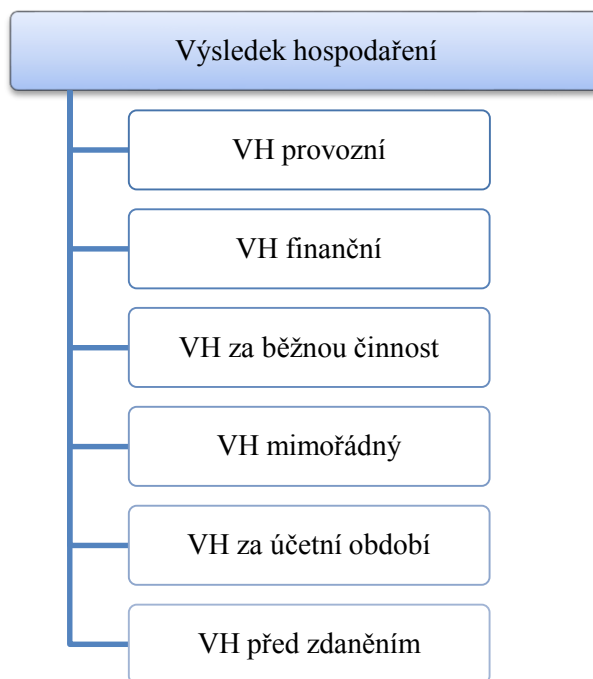 Výsledek hospodaření
VH provozní
VH finanční
VH za běžnou činnost
VH mimořádný
VH za účetní období
VH před zdaněním